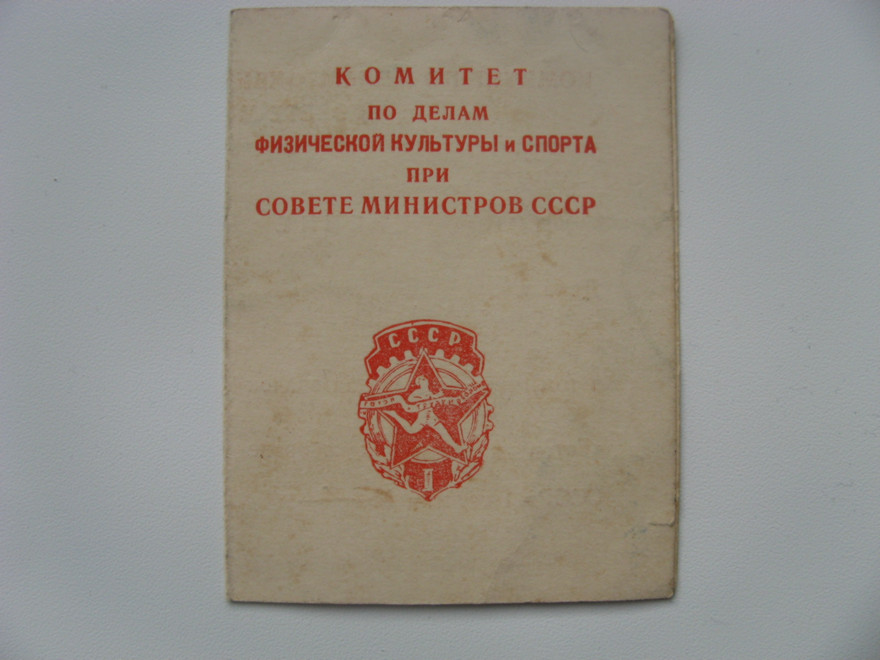 КОМИТЕТ
ПО ДЕЛАМ
ФИЗИЧЕСКОЙ КУЛЬТУРЫ и СПОРТА
ПРИ
СОВЕТЕ МИНИСТРОВ СССР
СССР
I